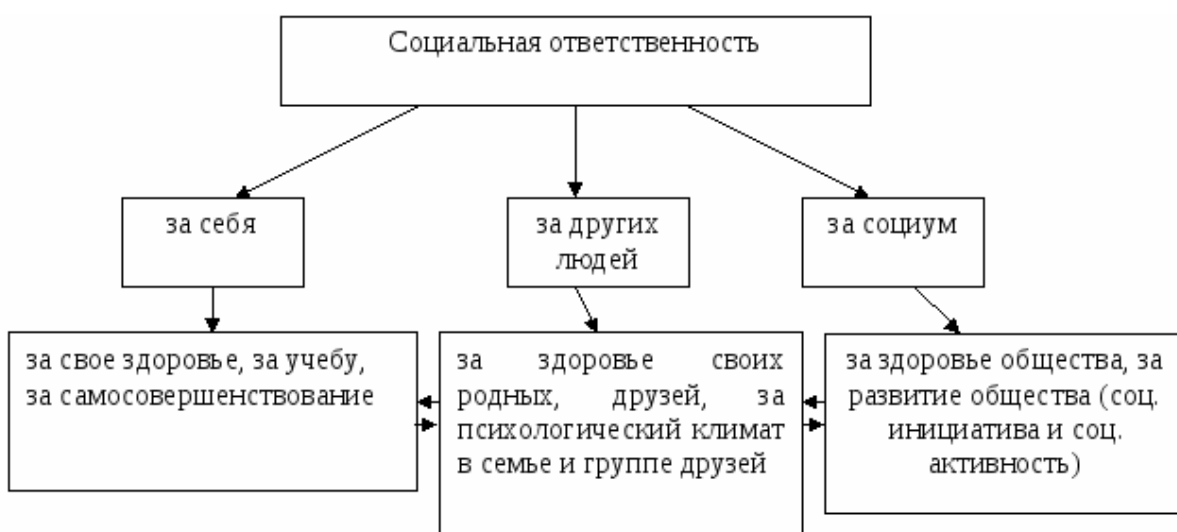 Социальная ответственность
за себя
за других
людей
за социум
за свое здоровье, за учебу,
за самосовершенствование
за здоровье своих
родных, друзей, за
психологический климат
в семье и группе друзей
за здоровье общества, за
развитие общества (соц.
инициатива и соц.
активность)